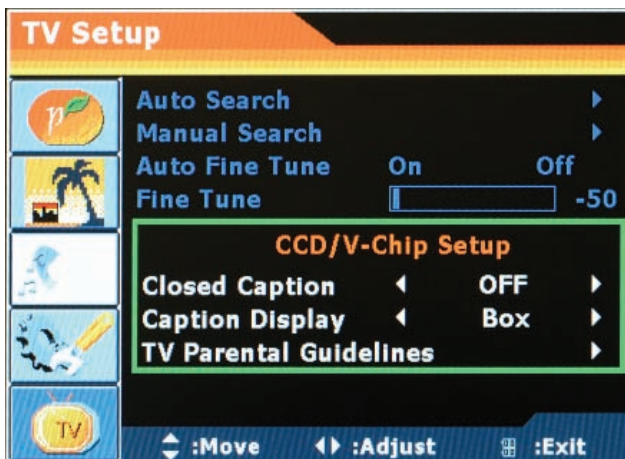 TV Setup
Auto Search
Manual Search
Auto Fine Tune On Off
Fine Tune -50
CCD/V-Chip Setup
Closed Caption OFF
Caption Display Box
TV Parental Guidelines
p
TV
:Move :Adjust :Exit